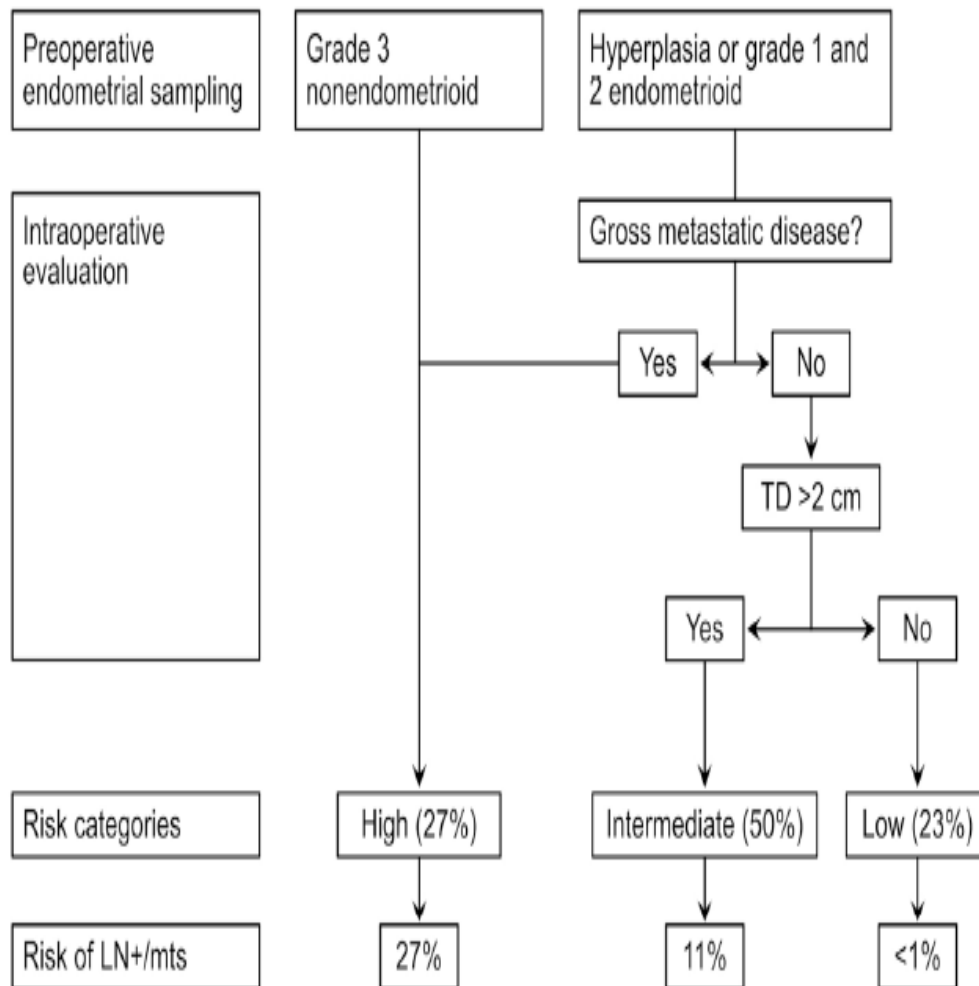 Preoperative
endometrial sampling
Grade 3
nonendometrioid
Hyperplasia or grade 1 and
2 endometrioid
Intraoperative
evaluation
Gross metastatic disease?
Yes
No
TD >2 cm
Yes
No
Risk categories
High (27%)
Intermediate (50%)
Low (23%)
Risk of LN+/mts
27%
11%
<1%